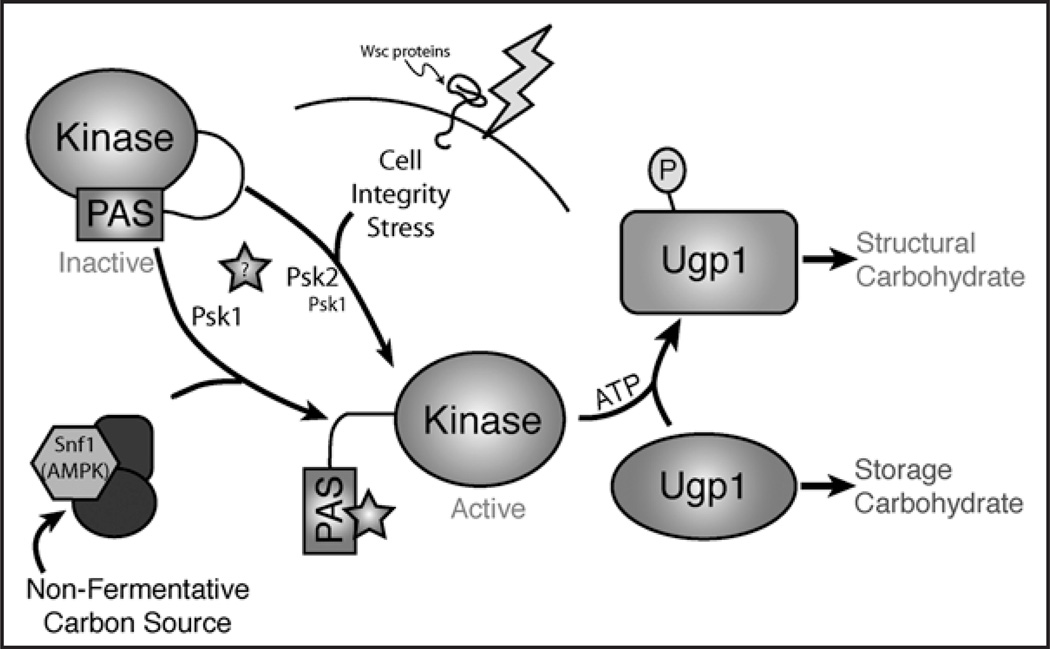 Wsc proteins
Kinase
PAS
Inactive
Cell
Integrity
Stress
?
Psk2
Psk1
Psk1
Snf1
(AMPK)
Non-Fermentative
Carbon Source
Kinase
PAS
Active
ATP
P
Ugp1
Structural
Carbohydrate
Ugp1
Storage
Carbohydrate